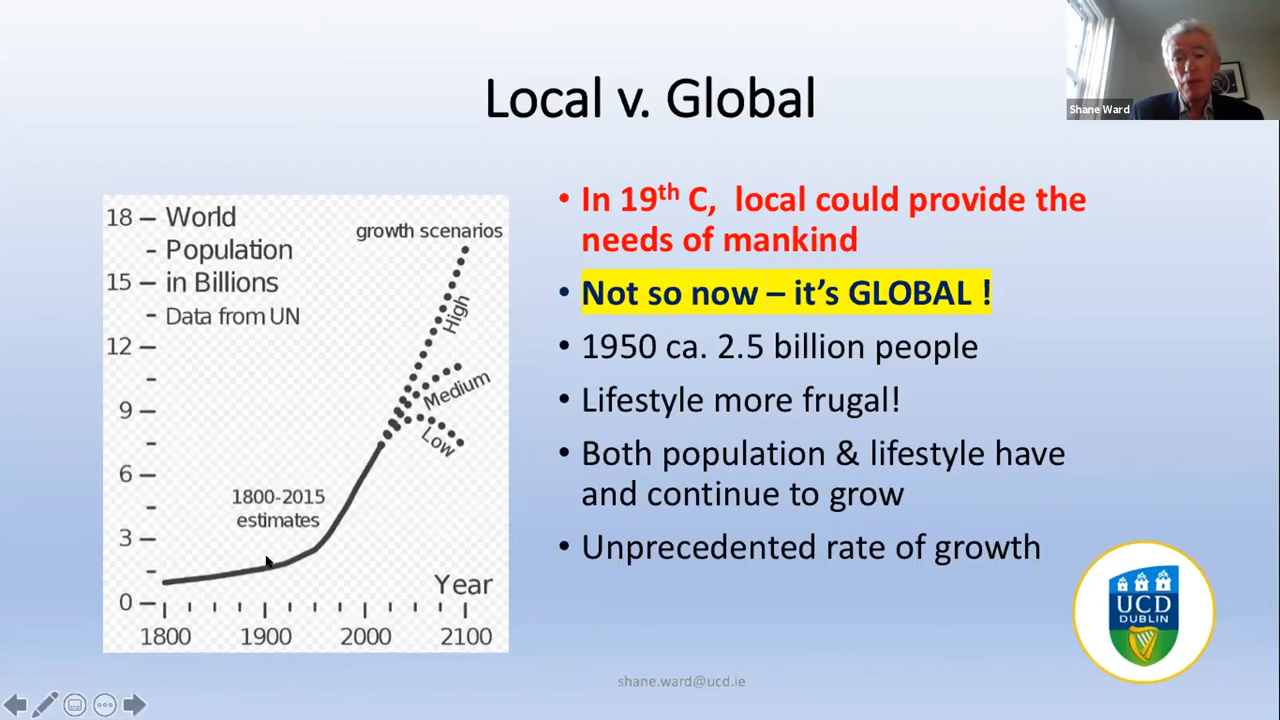 Local v. Global
Shane Ward
18
World
Population
15
in Billions
Data from UN
12
9
6
3
0
growth scenarios
High
Medium
Low
1800-2015
estimates
Year
1800 1900 2000 2100
• In 19th C, local could provide the
needs of mankind
• Not so now – it’s GLOBAL !
• 1950 ca. 2.5 billion people
• Lifestyle more frugal!
• Both population & lifestyle have
and continue to grow
• Unprecedented rate of growth
UCD
DUBLIN
shane.ward@ucd.ie